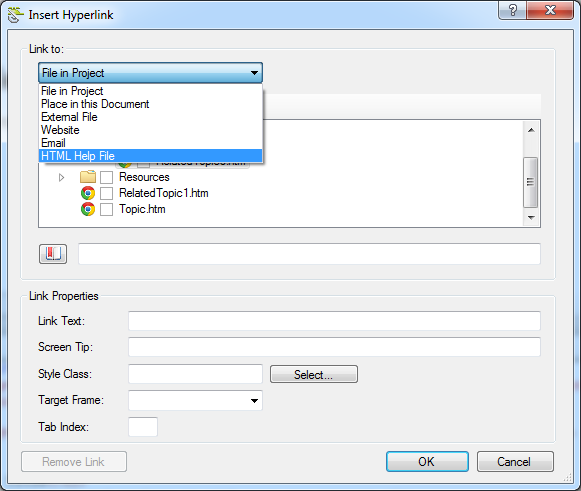 Insert Hyperlink
Link to:
File in Project
File in Project
Place in this Document
External File
Website
Email
HTML Help File
Resources
RelatedTopic1.htm
Topic.htm
Link Properties
Link Text:
Screen Tip:
Style Class:
Select...
Target Frame:
Tab Index:
Remove Link
OK
Cancel